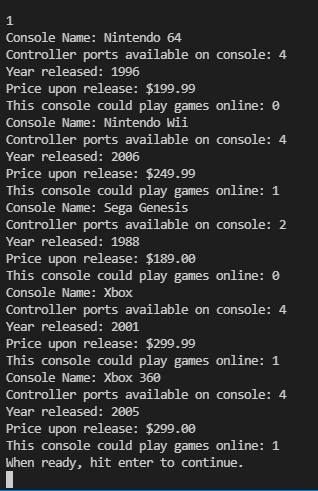 1
Console Name: Nintendo 64
Controller ports available on console: 4
Year released: 1996
Price upon release: $199.99
This console could play games online: 0
Console Name: Nintendo Wii
Controller ports available on console: 4
Year released: 2006
Price upon release: $249.99
This console could play games online: 1
Console Name: Sega Genesis
Controller ports available on console: 2
Year released: 1988
Price upon release: $189.00
This console could play games online: 0
Console Name: Xbox
Controller ports available on console: 4
Year released: 2001
Price upon release: $299.99
This console could play games online: 1
Console Name: Xbox 360
Controller ports available on console: 4
Year released: 2005
Price upon release: $299.00
This console could play games online: 1
When ready, hit enter to continue.